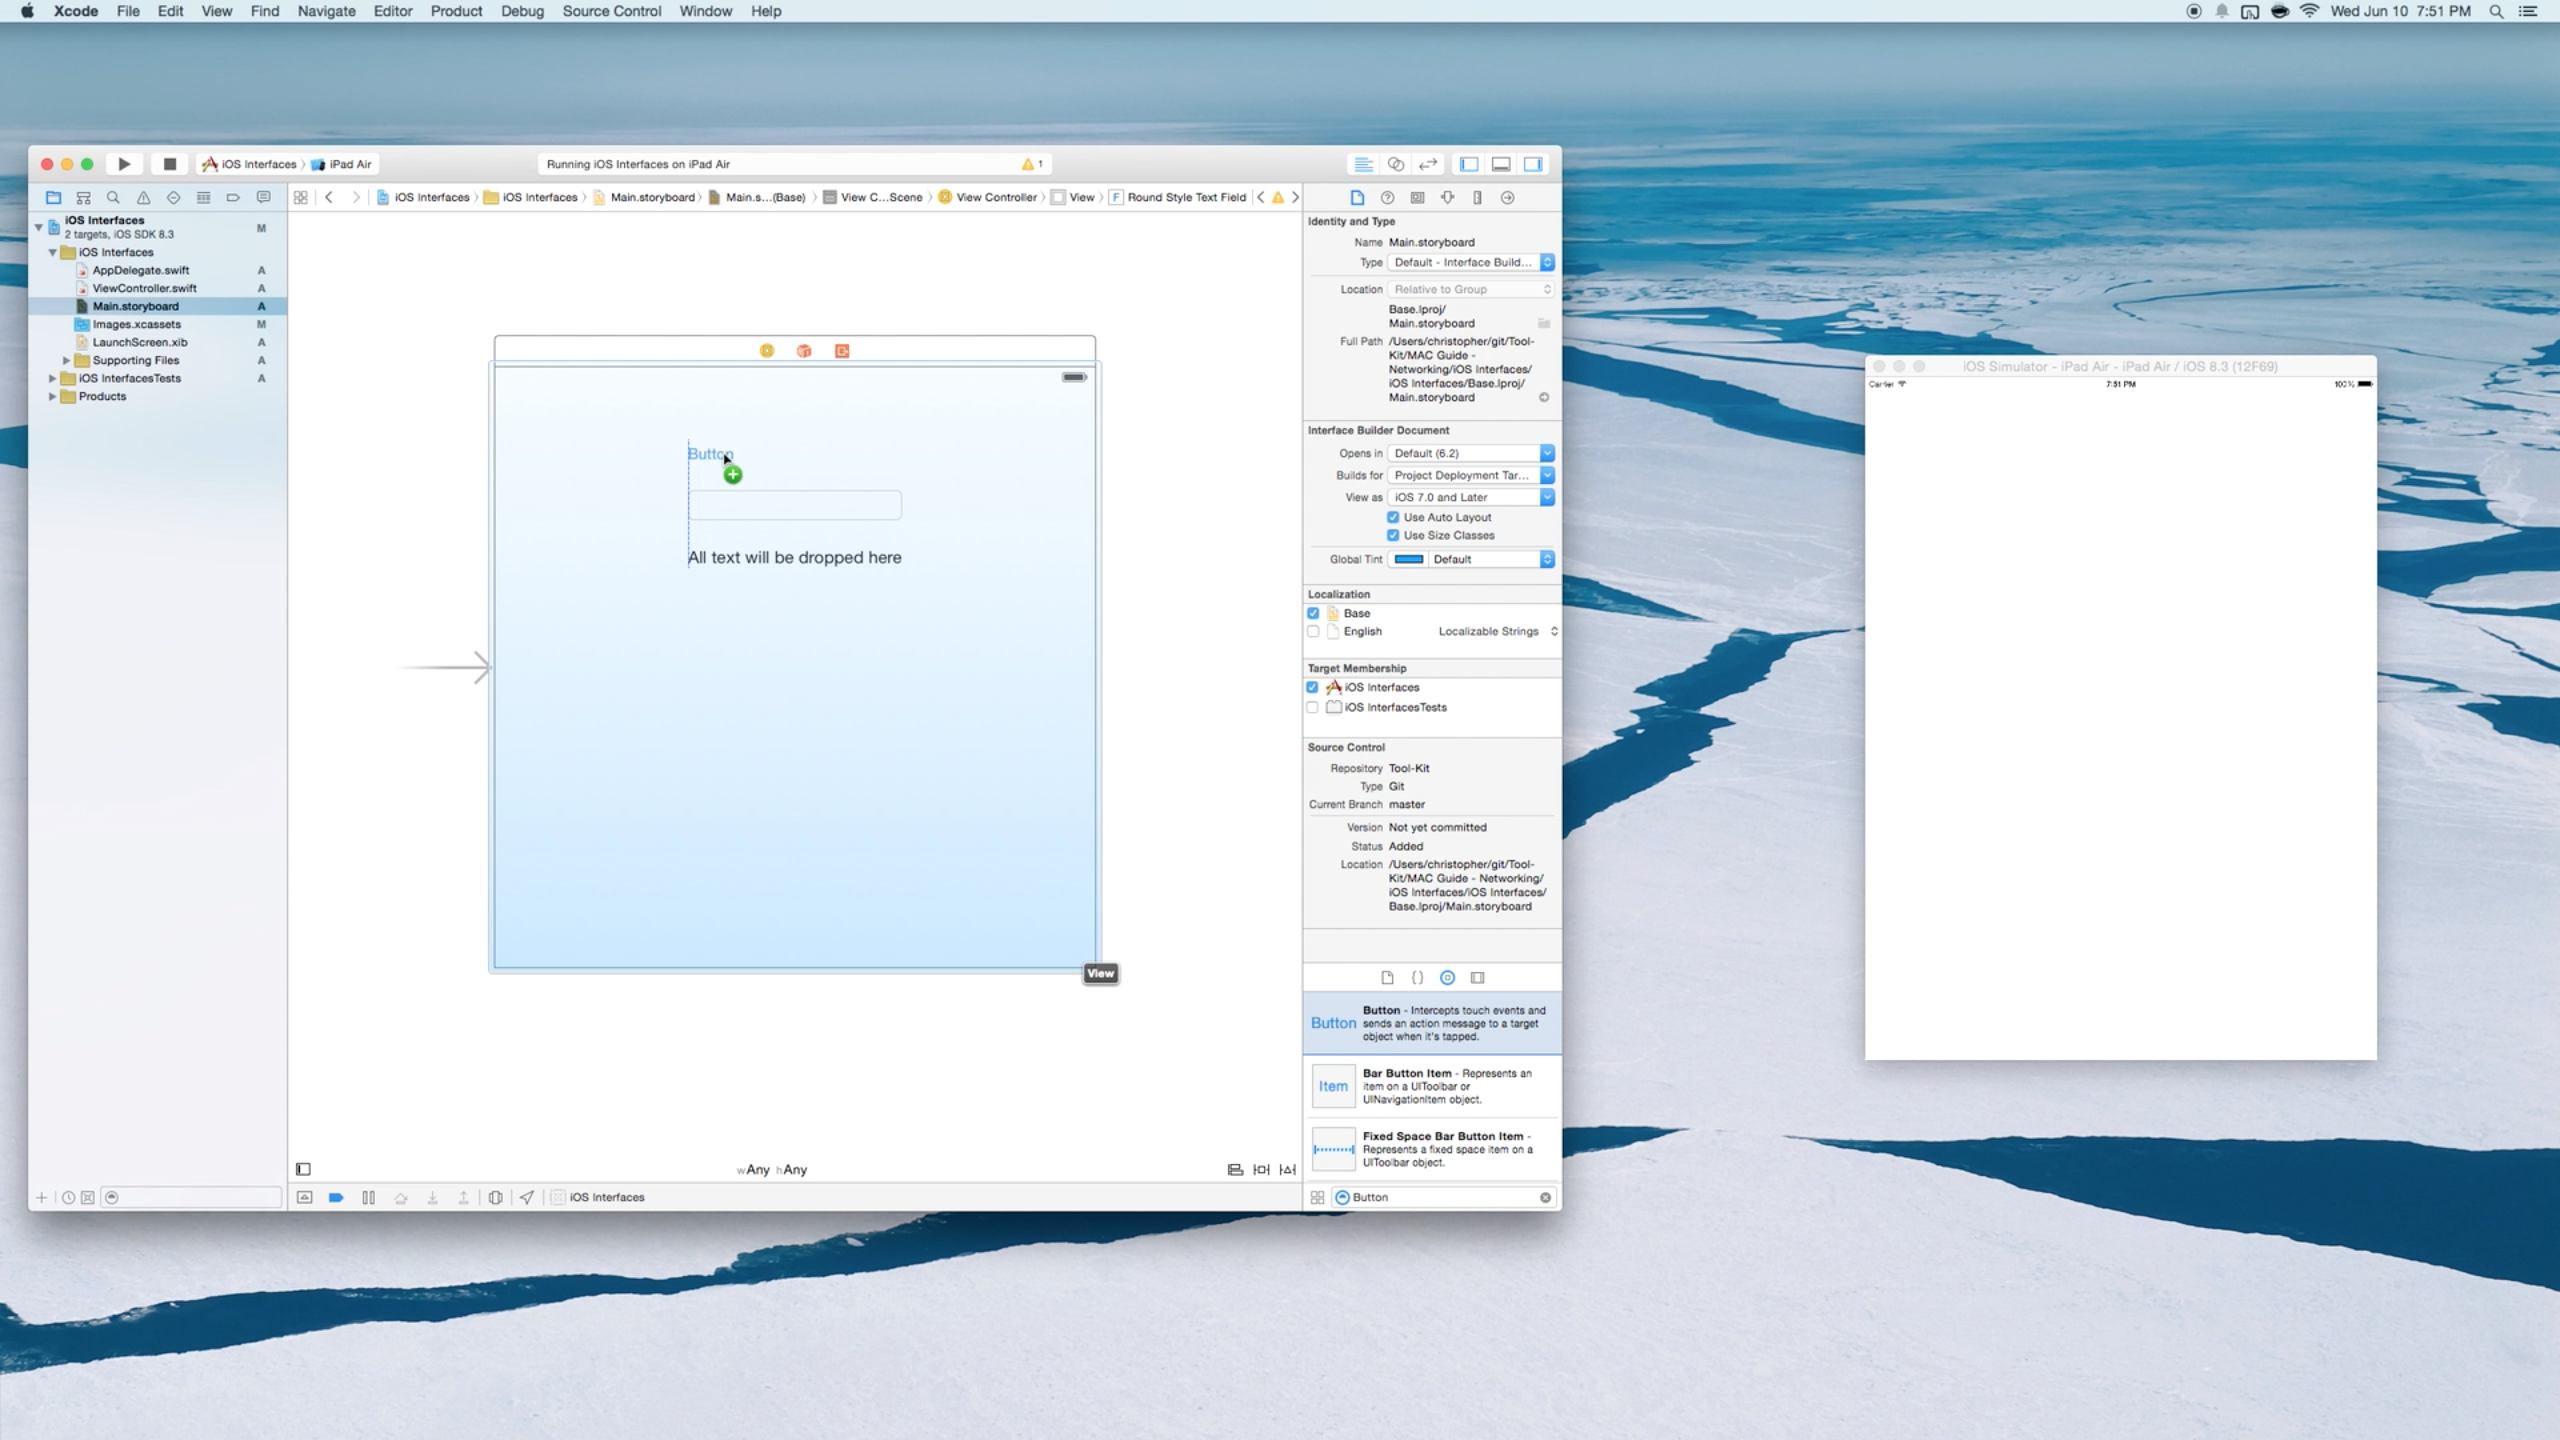 Xcode File Edit View Find Navigate Editor Product Debug Source Control Window Help
Wed Jun 10 7:51 PM
iOS Interfaces iPad Air
Running iOS Interfaces on iPad Air
1
iOS Interfaces
iOS Interfaces
Main.storyboard
Main.s...(Base)
View C...Scene
View Controller
View
F Round Style Text Field
iOS Interfaces
2 targets, iOS SDK 8.3
M
iOS Interfaces
AppDelegate.swift A
ViewController.swift A
Main.storyboard A
Images.xcassets M
LaunchScreen.xib A
Supporting Files A
iOS InterfacesTests A
Products
Button
All text will be dropped here
View
wAny hAny
iOS Interfaces
Identity and Type
Name Main.storyboard
Type Default - Interface Build...
Location Relative to Group
Base.lproj/
Main.storyboard
Full Path /Users/christopher/git/Tool-
Kit/MAC Guide -
Networking/iOS Interfaces/
iOS Interfaces/Base.lproj/
Main.storyboard
Interface Builder Document
Opens in Default (6.2)
Builds for Project Deployment Tar...
View as iOS 7.0 and Later
Use Auto Layout
Use Size Classes
Global Tint Default
Localization
Base
English Localizable Strings
Target Membership
iOS Interfaces
iOS InterfacesTests
Source Control
Repository Tool-Kit
Type Git
Current Branch master
Version Not yet committed
Status Added
Location /Users/christopher/git/Tool-
Kit/MAC Guide - Networking/
iOS Interfaces/iOS Interfaces/
Base.lproj/Main.storyboard
Button
Button - Intercepts touch events and
sends an action message to a target
object when it's tapped.
Item
Bar Button Item - Represents an
item on a UIToolbar or
UINavigationItem object.
Fixed Space Bar Button Item -
Represents a fixed space item on a
UIToolbar object.
Button
iOS Simulator - iPad Air - iPad Air / iOS 8.3 (12F69)
Carrier 7:51 PM 100%